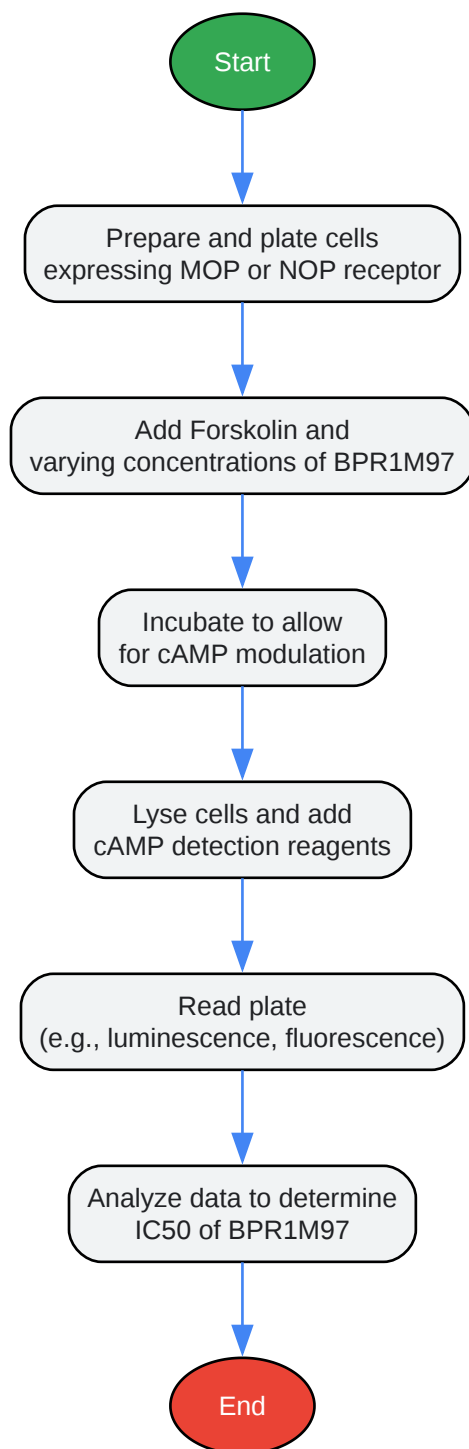 Start
Prepare and plate cells
expressing MOP or NOP receptor
Add Forskolin and
varying concentrations of BPR1M97
Incubate to allow
for cAMP modulation
Lyse cells and add
cAMP detection reagents
Read plate
(e.g., luminescence, fluorescence)
Analyze data to determine
IC50 of BPR1M97
End